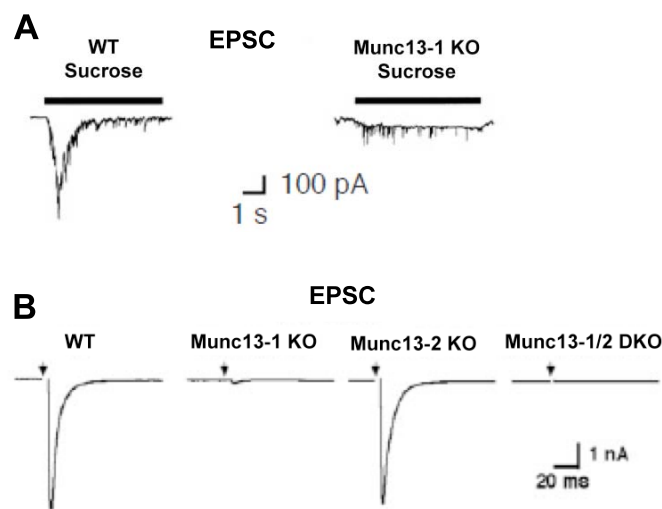 A
EPSC
WT
Sucrose
Munc13-1 KO
Sucrose
100 pA
1 s
B
EPSC
WT
Munc13-1 KO
Munc13-2 KO
Munc13-1/2 DKO
1 nA
20 ms